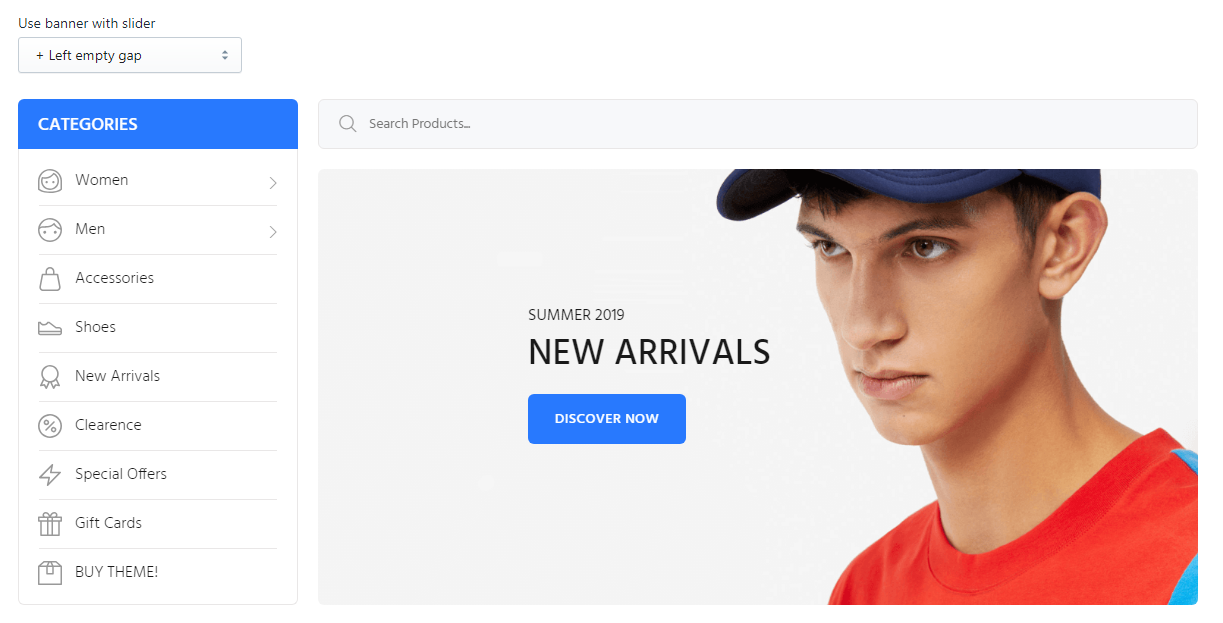 Use banner with slider
+ Left empty gap
CATEGORIES
Women
Men
Accessories
Shoes
New Arrivals
Clearence
Special Offers
Gift Cards
BUY THEME!
Search Products...
SUMMER 2019
NEW ARRIVALS
DISCOVER NOW